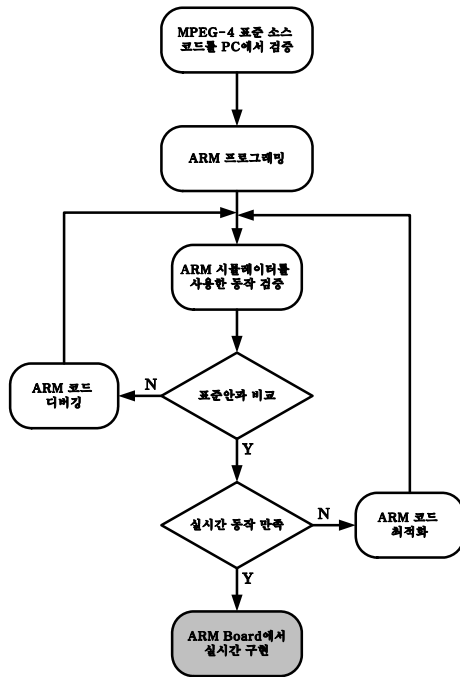 MPEG-4 표준 소스
코드를 PC에서 검증
ARM 프로그래밍
ARM 시뮬레이터를
사용한 동작 검증
표준안과 비교
N
ARM 코드
디버깅
Y
실시간 동작 만족
N
ARM 코드
최적화
Y
ARM Board에서
실시간 구현